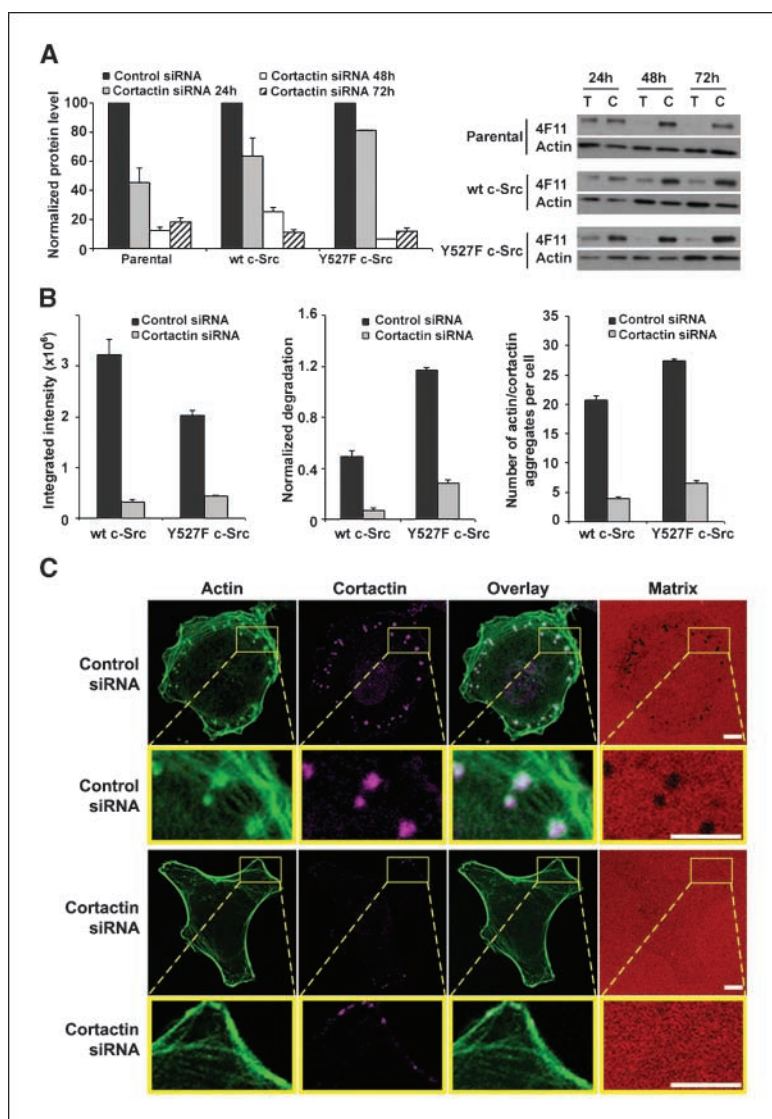 A
Control siRNA
Cortactin siRNA 24h
Cortactin siRNA 48h
Cortactin siRNA 72h
Normalized protein level
100
80
60
40
20
0
Parental
wt c-Src
Y527F c-Src
24h 48h 72h
T C T C T C
Parental
4F11
Actin
wt c-Src
4F11
Actin
Y527F c-Src
4F11
Actin
B
Control siRNA
Cortactin siRNA
Integrated intensity (x10⁶)
3
2
1
0
wt c-Src
Y527F c-Src
Control siRNA
Cortactin siRNA
Normalized degradation
1.6
1.2
0.8
0.4
0
wt c-Src
Y527F c-Src
Control siRNA
Cortactin siRNA
Number of actin/cortactin
aggregates per cell
35
30
25
20
15
10
5
0
wt c-Src
Y527F c-Src
C
Actin Cortactin Overlay Matrix
Control
siRNA
Control
siRNA
Cortactin
siRNA
Cortactin
siRNA